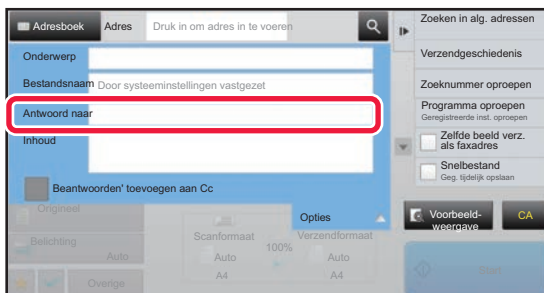 Adresboek
Adres
Druk in om adres in te voeren
Zoeken in alg. adressen
Onderwerp
Verzendgeschiedenis
Bestandsnaam
Door systeeminstellingen vastgezet
Zoeknummer oproepen
Antwoord naar
Programma oproepen
Geregistreerde inst. oproepen
Inhoud
Zelfde beeld verz.
als faxadres
Snelbestand
Geg. tijdelijk opslaan
Beantwoorden' toevoegen aan Cc
Origineel
Opties
Voorbeeld-
weergave
CA
Belichting
Auto
Scanformaat
Auto
A4
100%
Verzendformaat
Auto
A4
Overige
Start